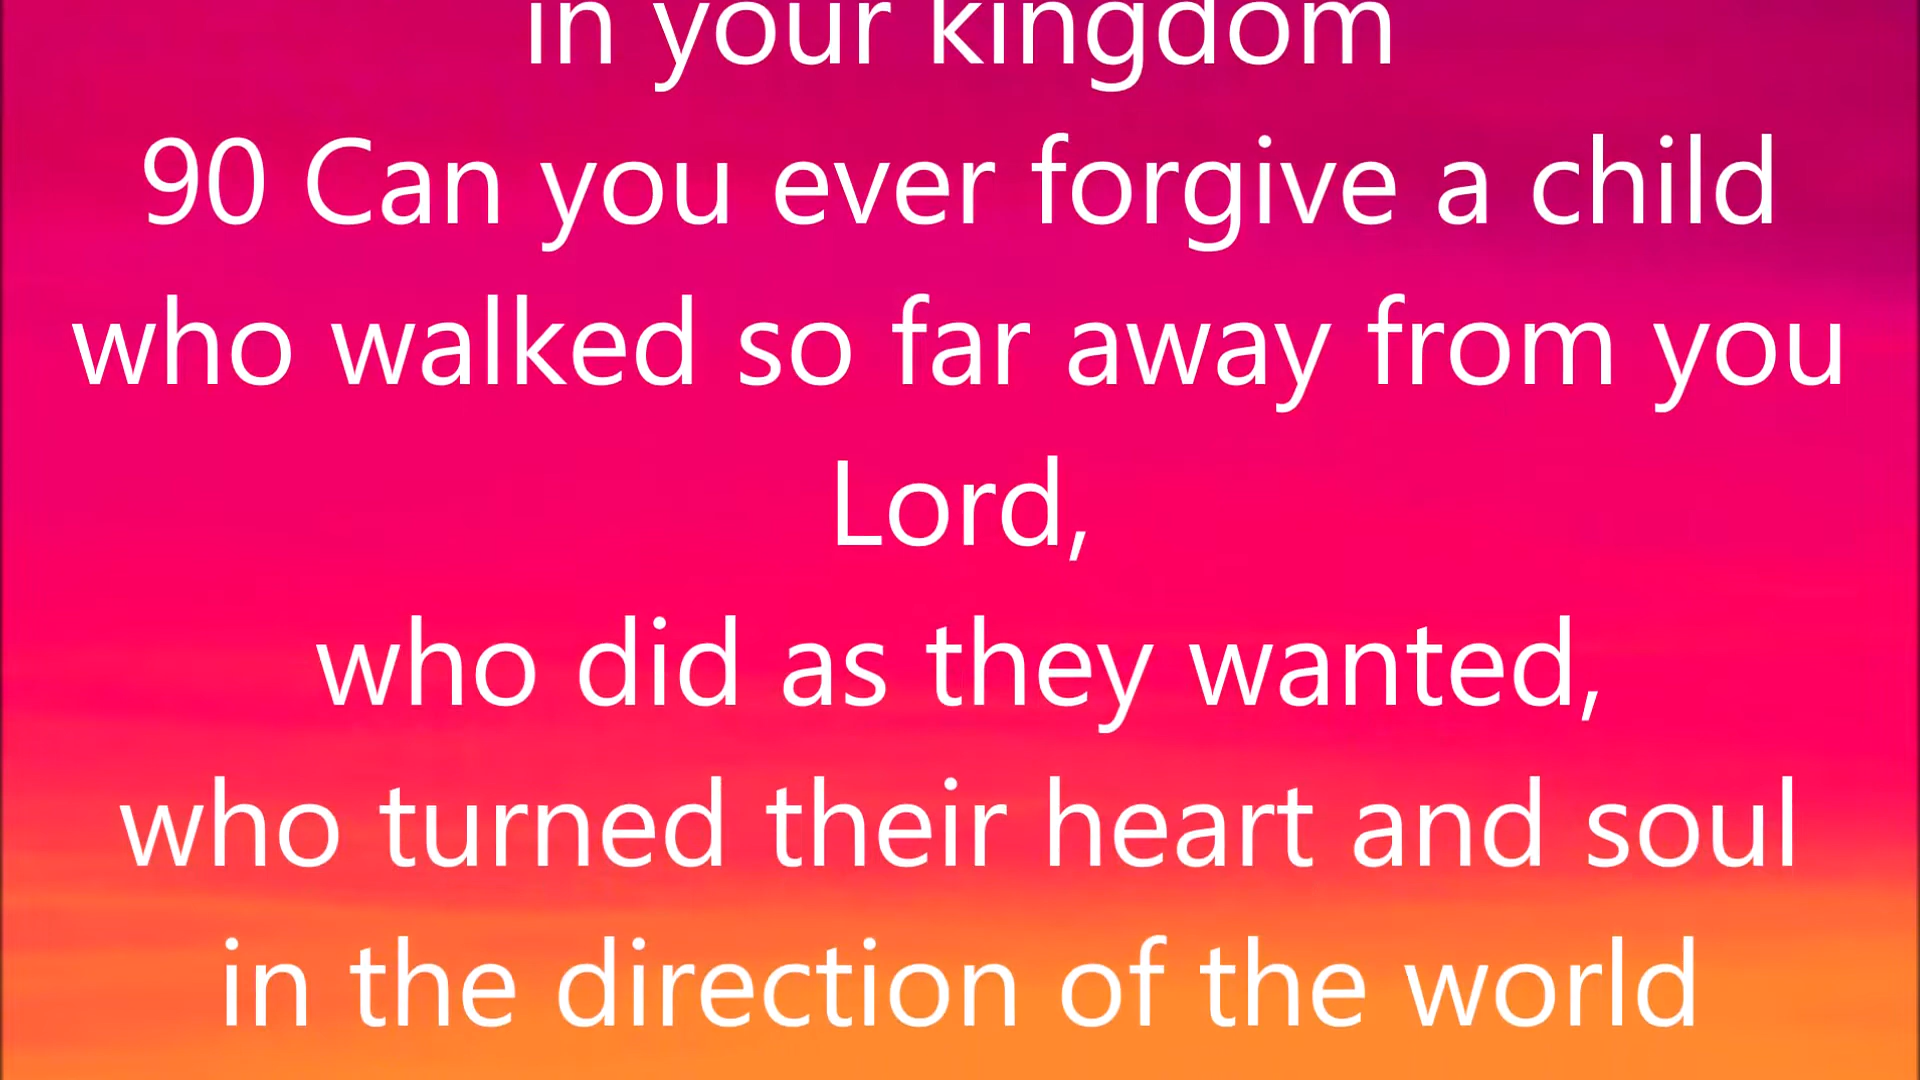 in your kingdom
90 Can you ever forgive a child
who walked so far away from you
Lord,
who did as they wanted,
who turned their heart and soul
in the direction of the world